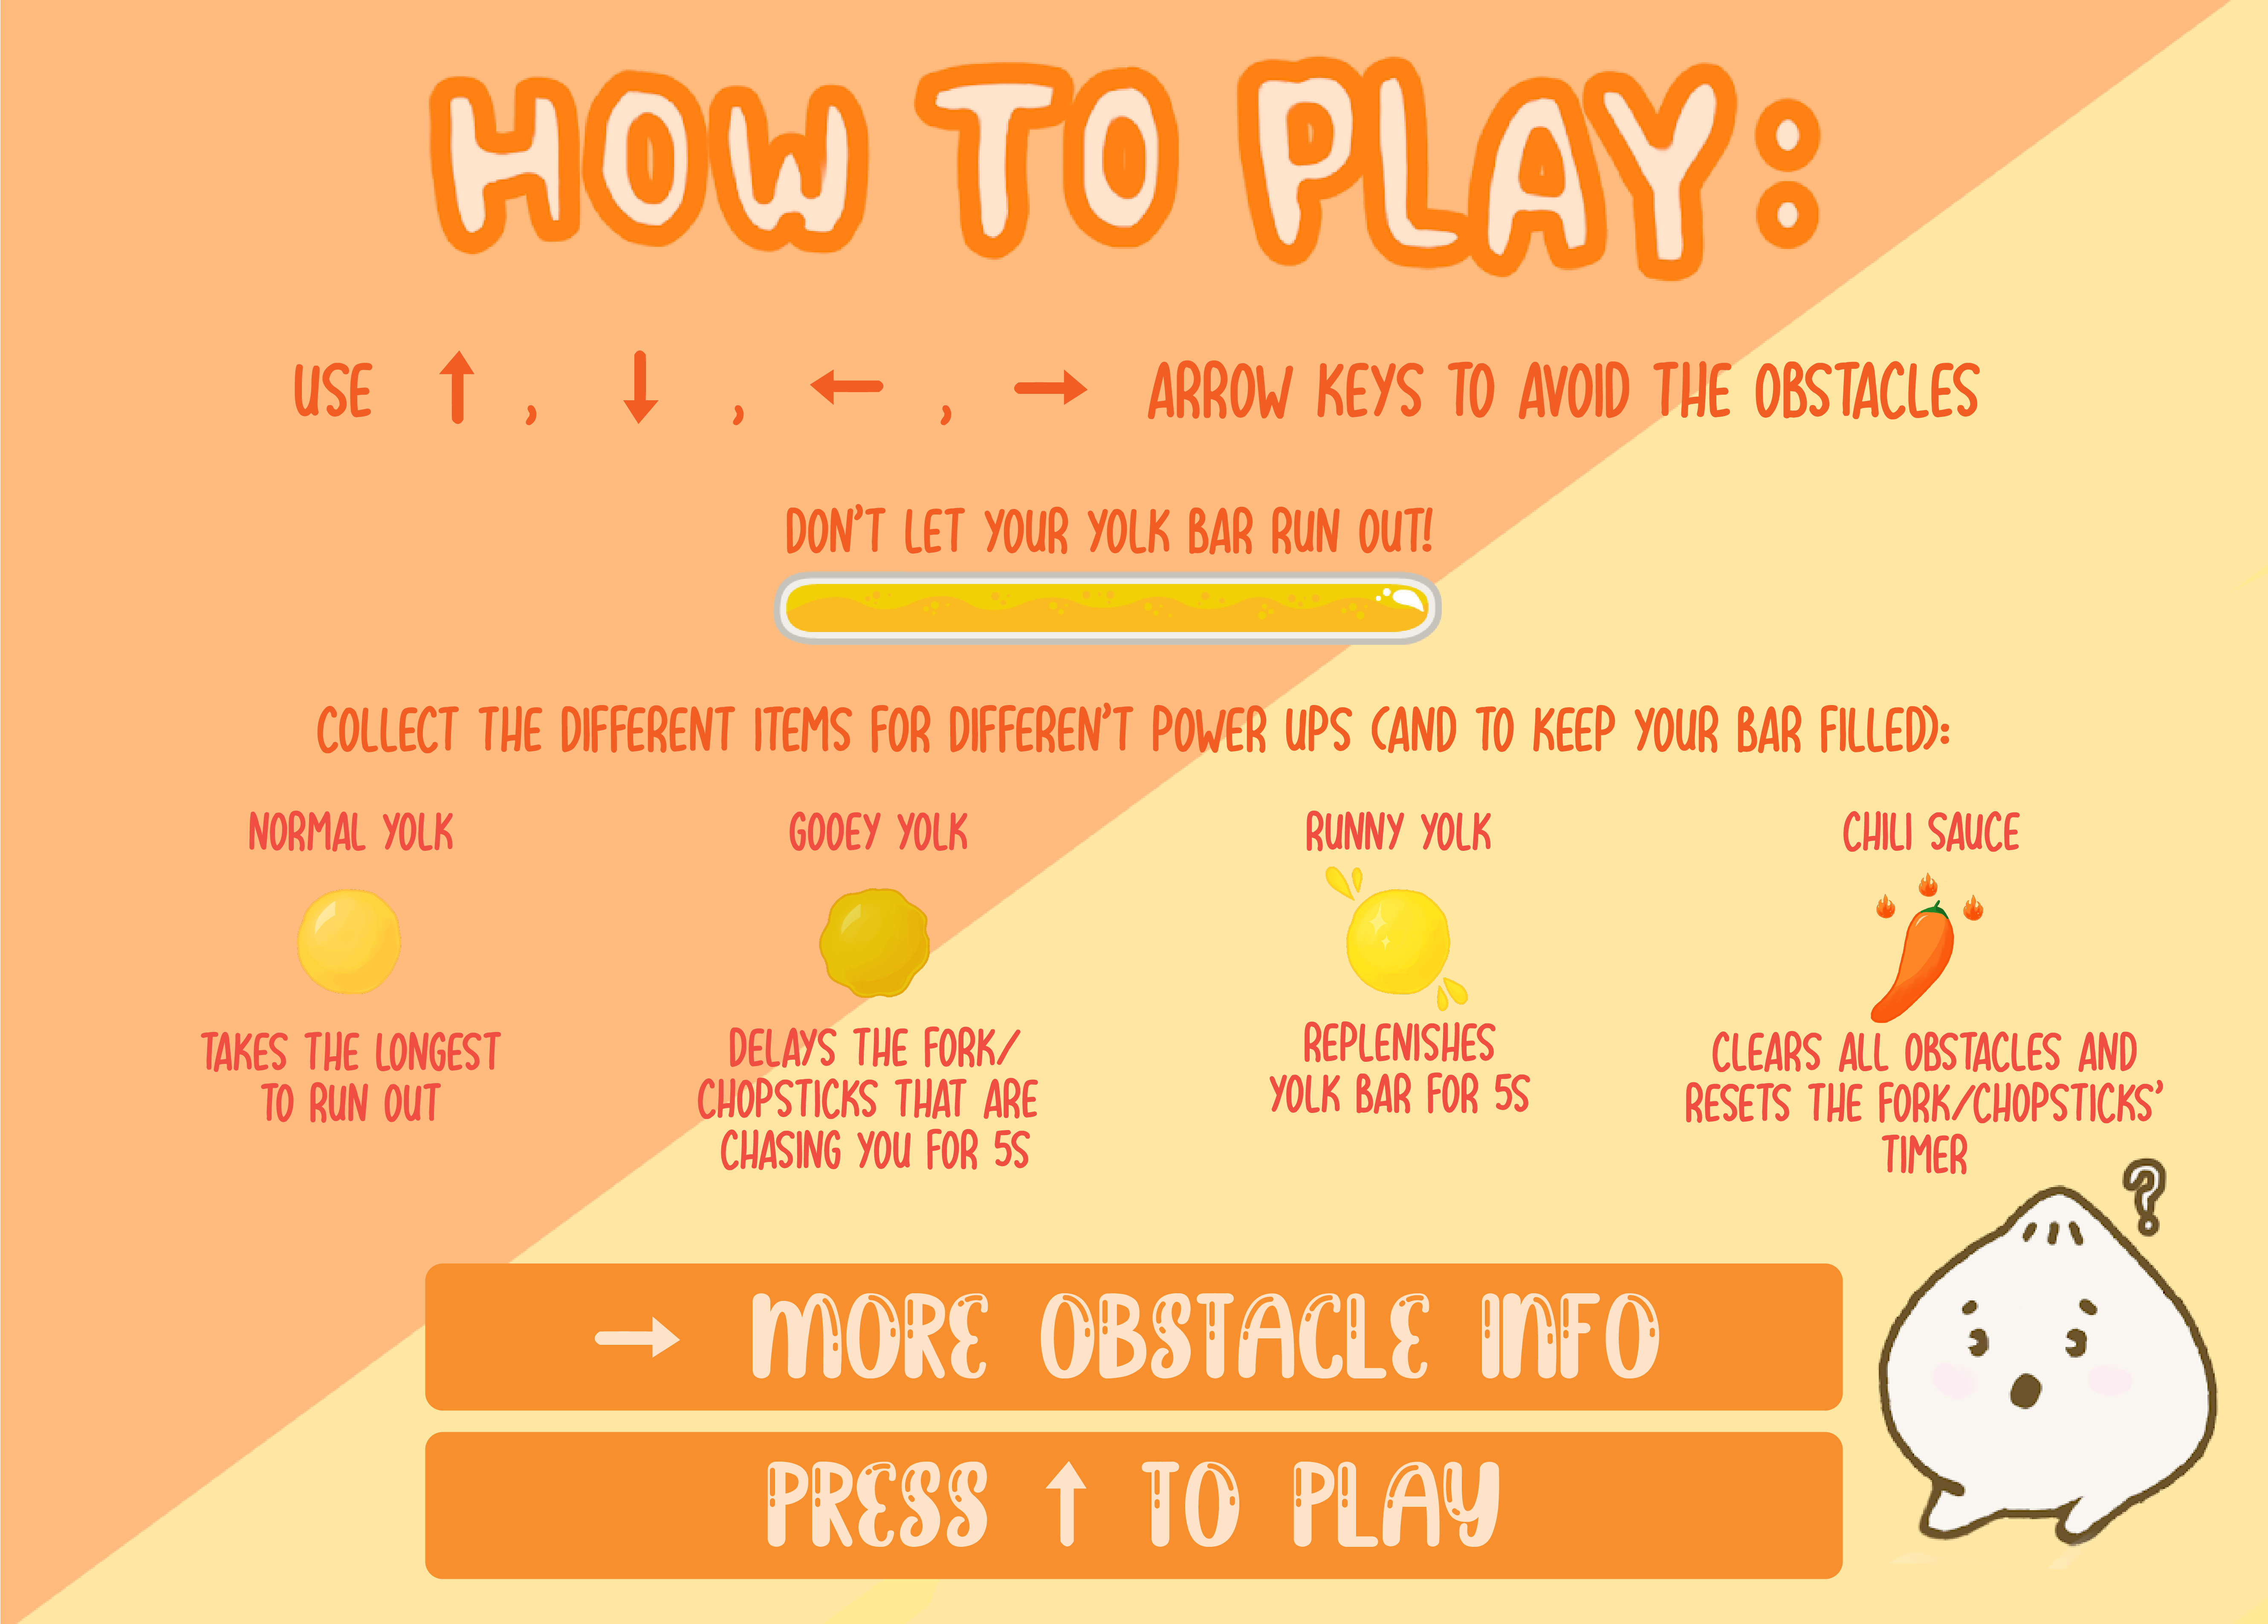 HOW TO PLAY:
USE ↑ , ↓ , ← , → ARROW KEYS TO AVOID THE OBSTACLES
DON'T LET YOUR YOLK BAR RUN OUT!
COLLECT THE DIFFERENT ITEMS FOR DIFFEREN'T POWER UPS (AND TO KEEP YOUR BAR FILLED):
NORMAL YOLK
TAKES THE LONGEST
TO RUN OUT
GOOEY YOLK
DELAYS THE FORK/
CHOPSTICKS THAT ARE
CHASING YOU FOR 5S
RUNNY YOLK
REPLENISHES
YOLK BAR FOR 5S
CHILI SAUCE
CLEARS ALL OBSTACLES AND
RESETS THE FORK/CHOPSTICKS'
TIMER
?
→ MORE OBSTACLE INFO
PRESS ↑ TO PLAY